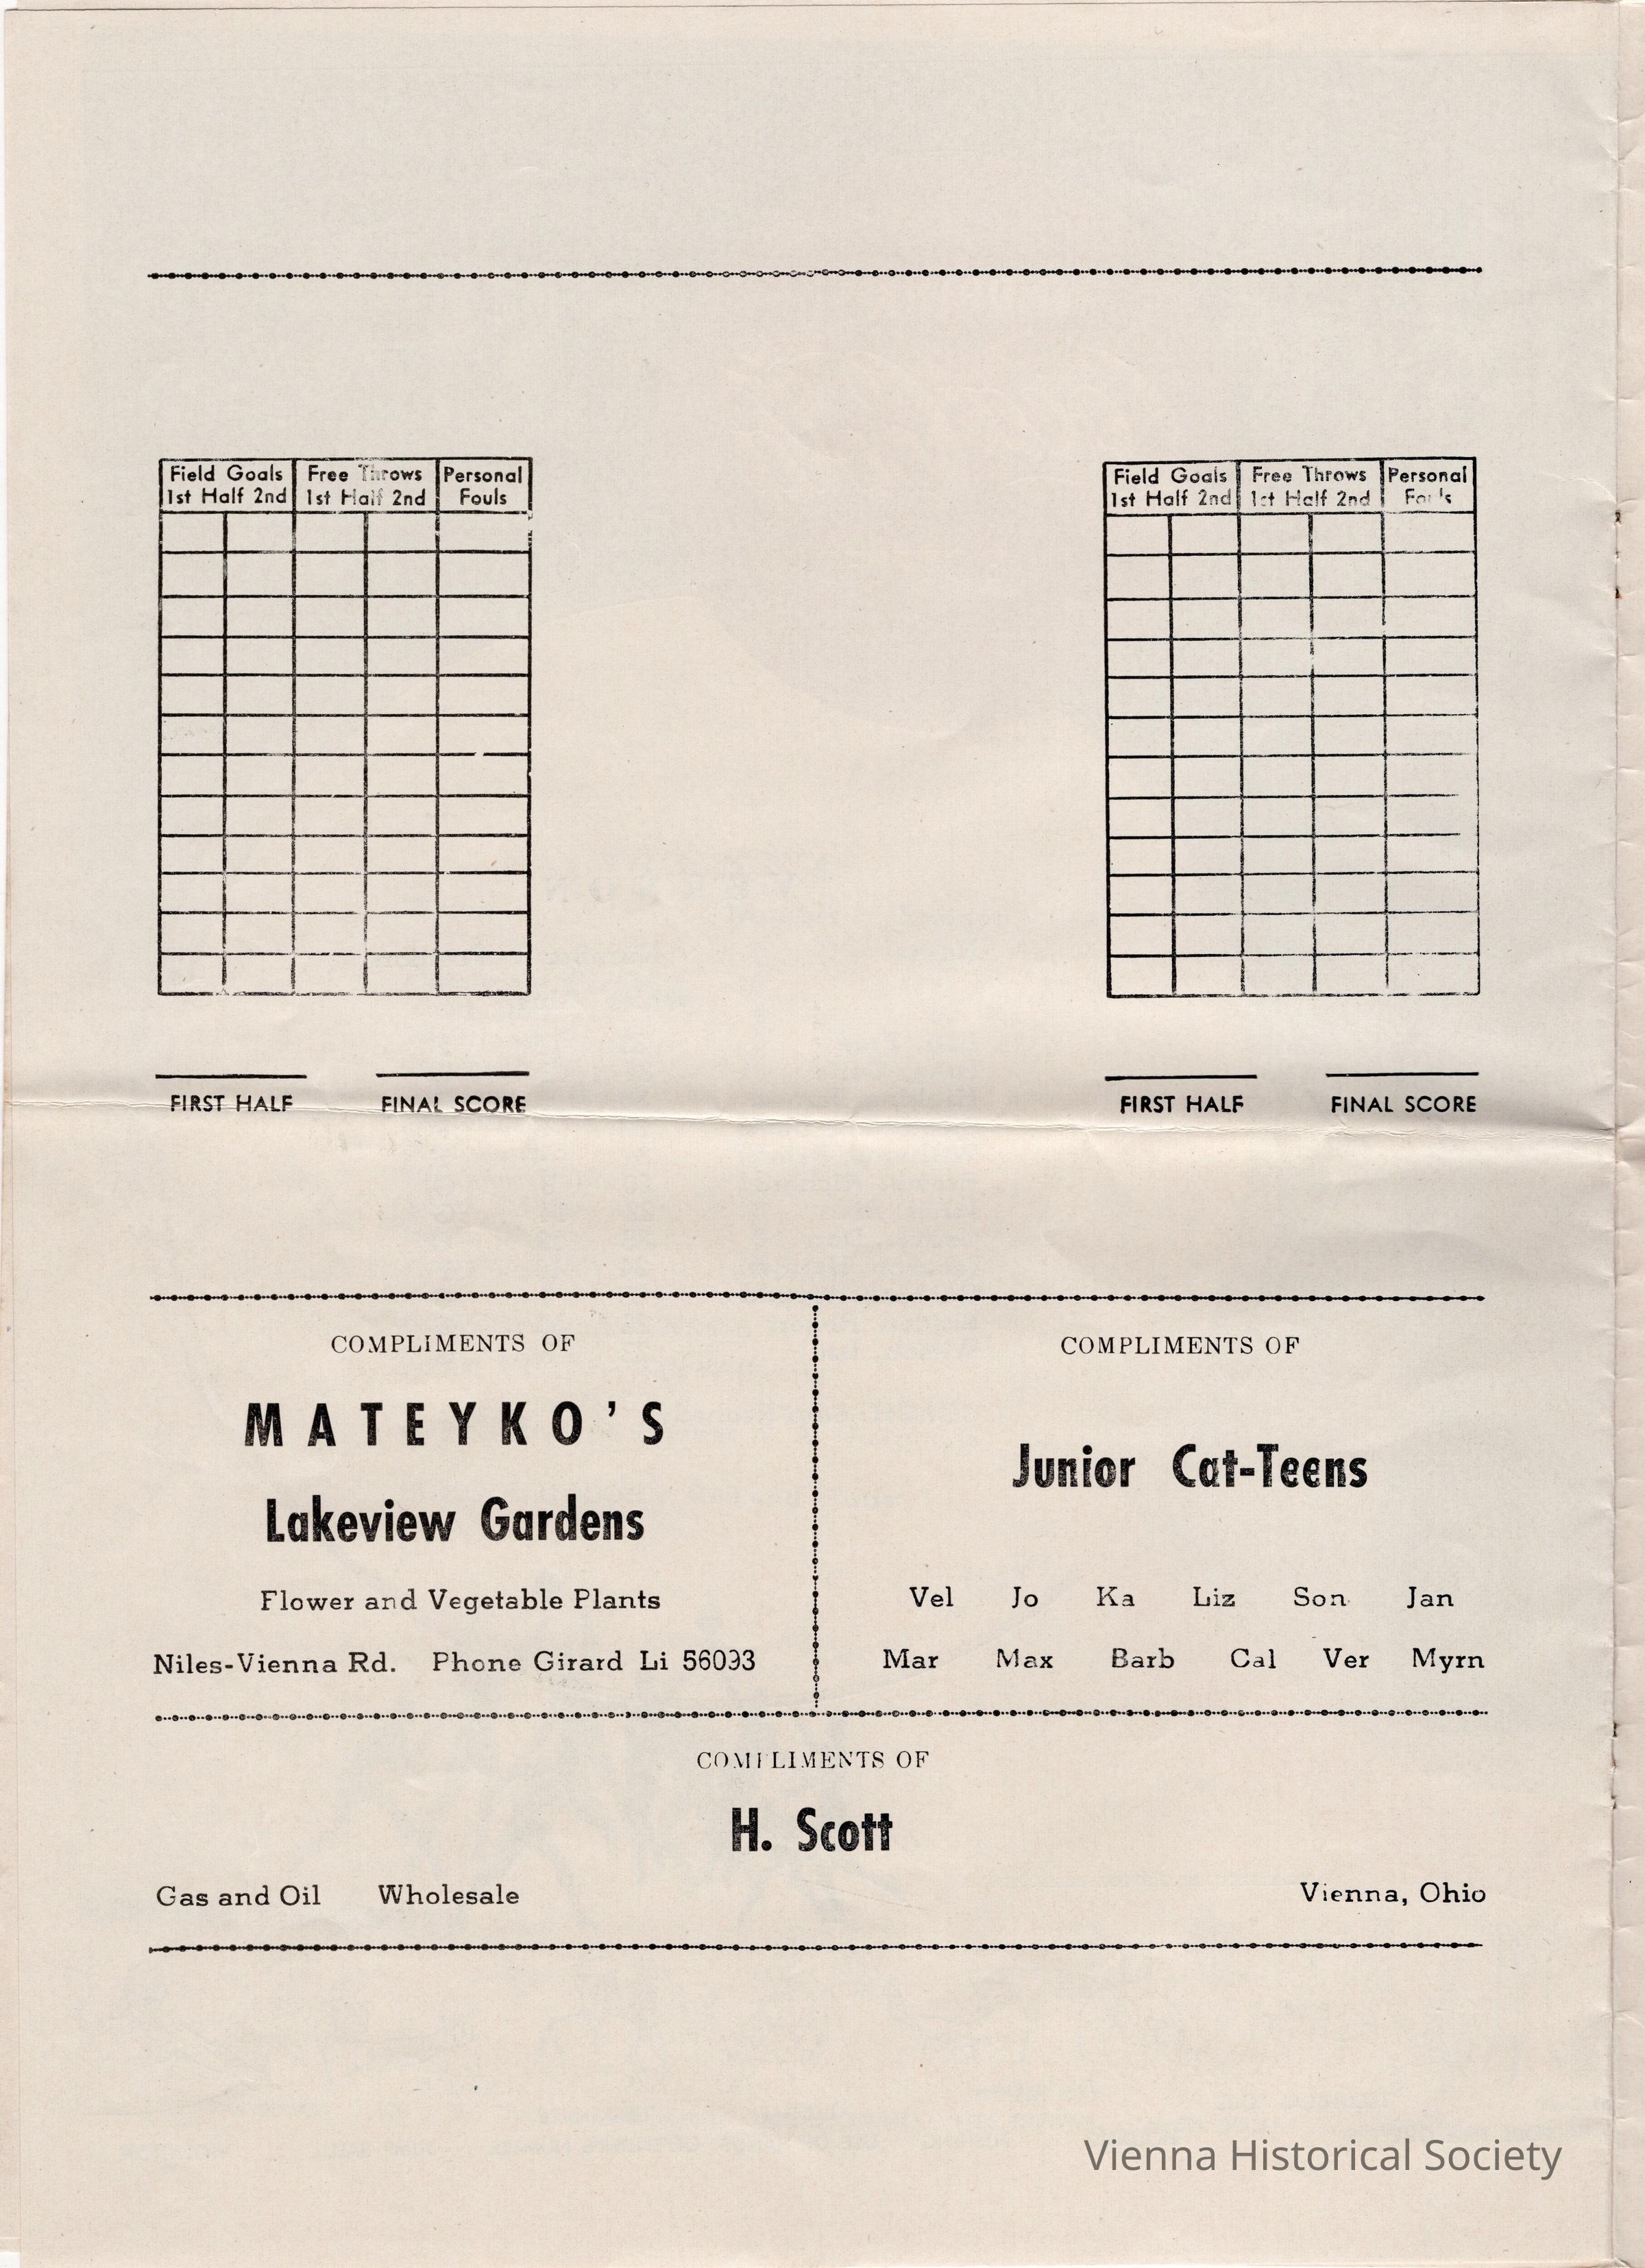 Field Goals Free Throws Personal
1st Half 2nd 1st Half 2nd Fouls
Field Goals Free Throws Personal
1st Half 2nd 1st Half 2nd Fouls
FIRST HALF FINAL SCORE
FIRST HALF FINAL SCORE
COMPLIMENTS OF
MATEYKO'S
Lakeview Gardens
Flower and Vegetable Plants
Niles-Vienna Rd. Phone Girard Li 56093
COMPLIMENTS OF
Junior Cat-Teens
Vel Jo Ka Liz Son Jan
Mar Max Barb Cal Ver Myrn
COMPLIMENTS OF
H. Scott
Gas and Oil Wholesale Vienna, Ohio
Vienna Historical Society